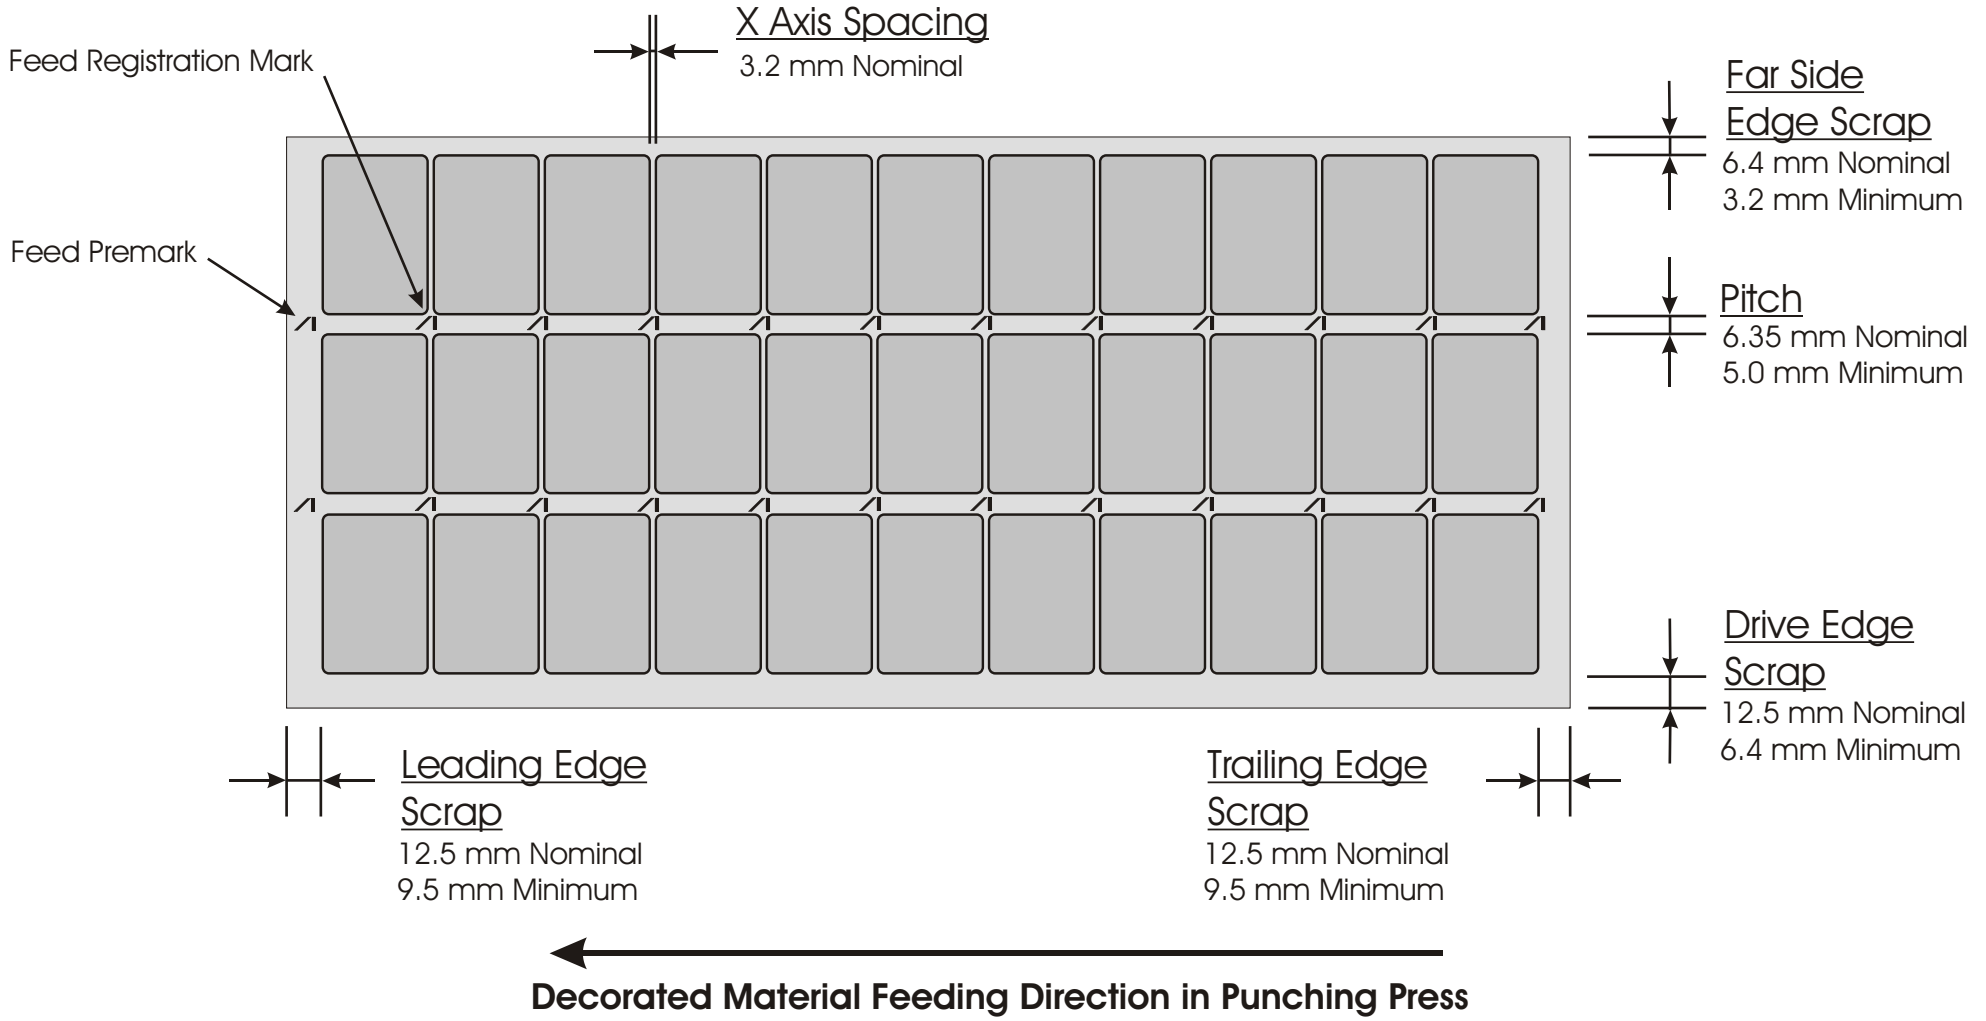 X Axis Spacing
3.2 mm Nominal
Feed Registration Mark
Far Side
Edge Scrap
6.4 mm Nominal
3.2 mm Minimum
Feed Premark
Pitch
6.35 mm Nominal
5.0 mm Minimum
Drive Edge
Scrap
12.5 mm Nominal
6.4 mm Minimum
Leading Edge
Scrap
12.5 mm Nominal
9.5 mm Minimum
Trailing Edge
Scrap
12.5 mm Nominal
9.5 mm Minimum
Decorated Material Feeding Direction in Punching Press